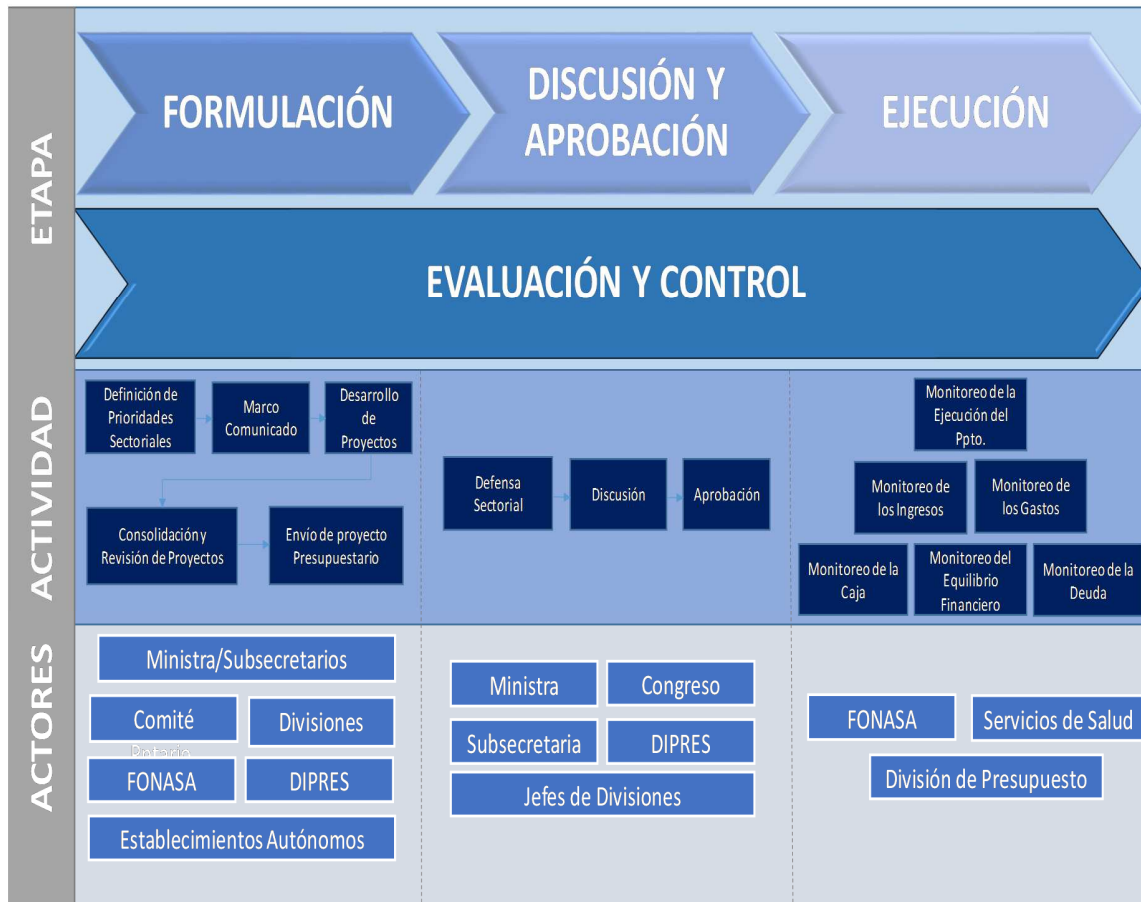 ETAPA
FORMULACIÓN
DISCUSIÓN Y
APROBACIÓN
EJECUCIÓN
EVALUACIÓN Y CONTROL
ACTIVIDAD
Definición de
Prioridades
Sectoriales
Marco
Comunicado
Desarrollo
de
Proyectos
Consolidación y
Revisión de Proyectos
Envío de proyecto
Presupuestario
Defensa
Sectorial
Discusión
Aprobación
Monitoreo de la
Ejecución del
Ppto.
Monitoreo de
los Ingresos
Monitoreo de
los Gastos
Monitoreo de la
Caja
Monitoreo del
Equilibrio
Financiero
Monitoreo de la
Deuda
ACTORES
Ministra/Subsecretarios
Comité
Divisiones
FONASA
DIPRES
Establecimientos Autónomos
Ministra
Congreso
Subsecretaria
DIPRES
Jefes de Divisiones
FONASA
Servicios de Salud
División de Presupuesto